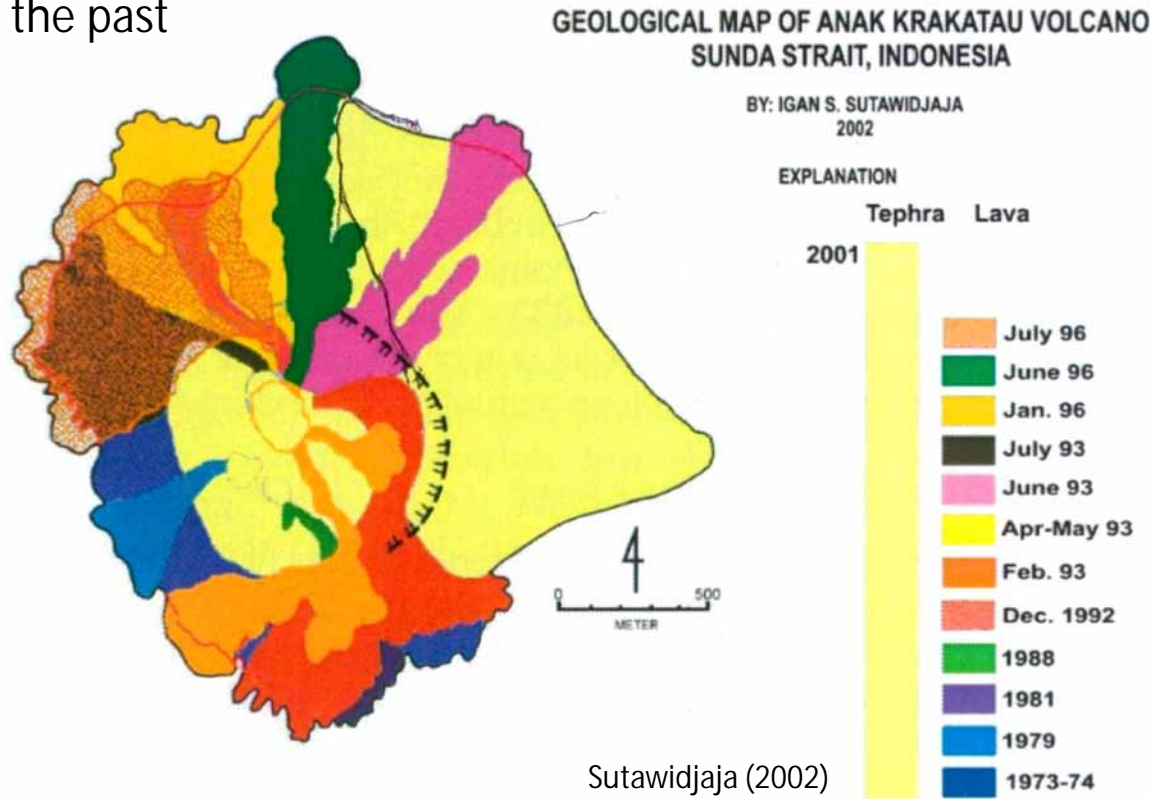 the past
GEOLOGICAL MAP OF ANAK KRAKATAU VOLCANO
SUNDA STRAIT, INDONESIA
BY: IGAN S. SUTAWIDJAJA
2002
EXPLANATION
Tephra Lava
2001
July 96
June 96
Jan. 96
July 93
June 93
Apr-May 93
Feb. 93
Dec. 1992
1988
1981
1979
1973-74
0 500
METER
Sutawidjaja (2002)